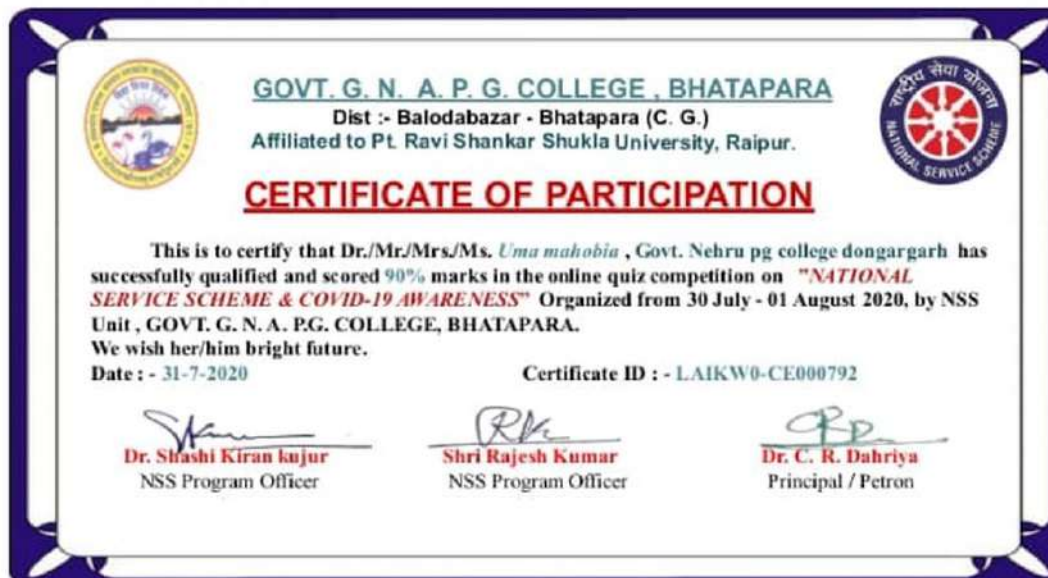 GOVT. G. N. A. P. G. COLLEGE , BHATAPARA
Dist :- Balodabazar - Bhatapara (C. G.)
Affiliated to Pt. Ravi Shankar Shukla University, Raipur.
राष्ट्रीय सेवा योजना
NATIONAL SERVICE SCHEME
CERTIFICATE OF PARTICIPATION
This is to certify that Dr./Mr./Mrs./Ms. Uma mahobia , Govt. Nehru pg college dongargarh has
successfully qualified and scored 90% marks in the online quiz competition on "NATIONAL
SERVICE SCHEME & COVID-19 AWARENESS" Organized from 30 July - 01 August 2020, by NSS
Unit , GOVT. G. N. A. P.G. COLLEGE, BHATAPARA.
We wish her/him bright future.
Date : - 31-7-2020 Certificate ID : - LAIKW0-CE000792
Dr. Shashi Kiran kujur Shri Rajesh Kumar Dr. C. R. Dahriya
NSS Program Officer NSS Program Officer Principal / Petron